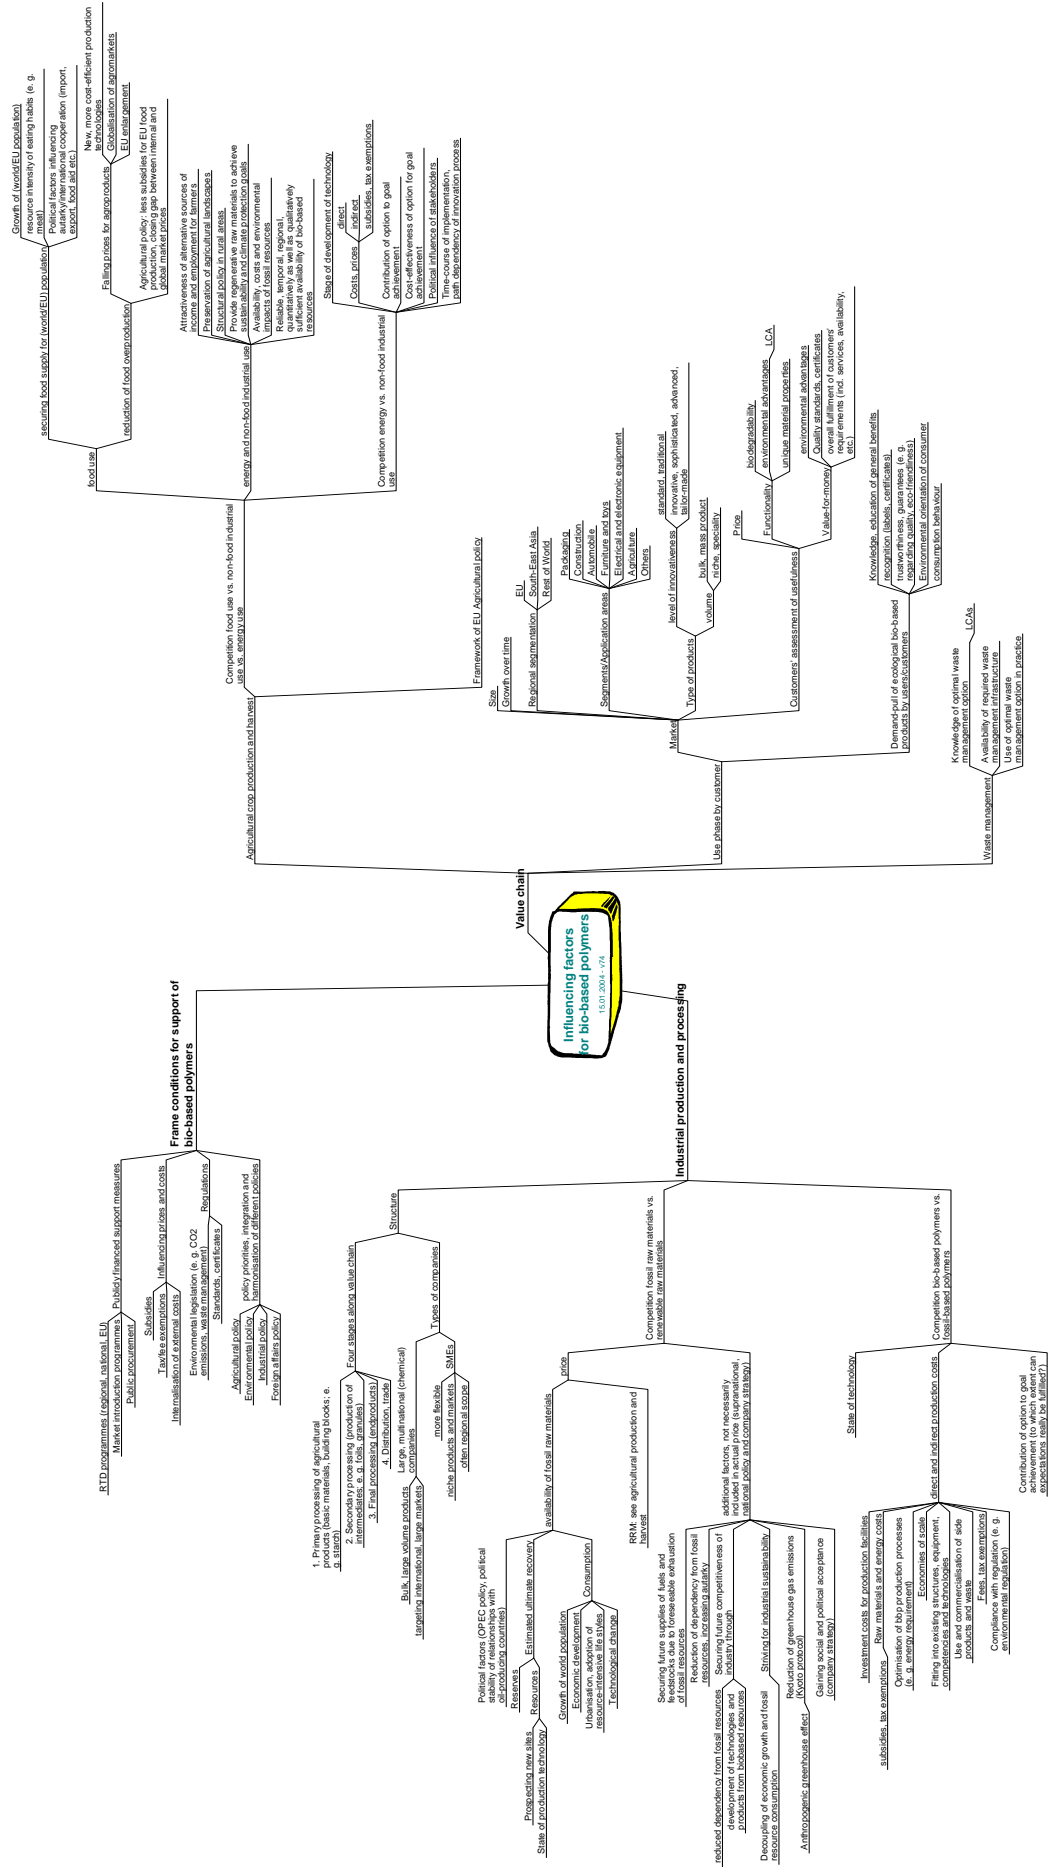 Influencing factors
for bio-based polymers
15.01.2004 - v74
Frame conditions for support of
bio-based polymers
Publicly financed support measures
RTD programmes (regional, national, EU)
Market introduction programmes
Public procurement
Influencing prices and costs
Subsidies
Tax/fee exemptions
Internalisation of external costs
Regulations
Environmental legislation (e. g. CO2
emissions, waste management)
Standards, certificates
policy priorities, integration and
harmonisation of different policies
Agricultural policy
Environmental policy
Industrial policy
Foreign affairs policy
Value chain
Agricultural crop production and harvest
Competition food use vs. non-food industrial
use vs. energy use
food use
securing food supply for (world/EU) population
Growth of (world/EU population)
resource intensity of eating habits (e. g.
meat)
Political factors influencing
autarky/international cooperation (import,
export, food aid etc.)
reduction of food overproduction
Falling prices for agroproducts
New, more cost-efficient production
technologies
Globalisation of agromarkets
EU enlargement
Agricultural policy: less subsidies for EU food
production, closing gap between internal and
global market prices
energy and non-food industrial use
Attractiveness of alternative sources of
income and employment for farmers
Preservation of agricultural landscapes
Structural policy in rural areas
Provide regenerative raw materials to achieve
sustainability and climate protection goals
Availability, costs and environmental
impacts of fossil resources
Reliable, temporal, regional,
quantitatively as well as qualitatively
sufficient availability of bio-based
resources
Competition energy vs. non-food industrial
use
Stage of development of technology
Costs, prices
direct
indirect
subsidies, tax exemptions
Contribution of option to goal
achievement
Cost-effectiveness of option for goal
achievement
Political influence of stakeholders
Time-course of implementation,
path dependency of innovation process
Framework of EU Agricultural policy
Use phase by customer
Market
Size
Growth over time
Regional segmentation
EU
South-East Asia
Rest of World
Segments/Application areas
Packaging
Construction
Automobile
Furniture and toys
Electrical and electronic equipment
Agriculture
Others
Type of products
level of innovativeness
standard, traditional
innovative, sophisticated, advanced,
tailor-made
volume
bulk, mass product
niche, speciality
Customers' assessment of usefulness
Price
Functionality
biodegradability
environmental advantages
LCA
unique material properties
Value-for-money
environmental advantages
Quality standards, certificates
overall fulfillment of customers'
requirements (incl. services, availability,
etc.)
Demand-pull of ecological bio-based
products by users/customers
Knowledge, education of general benefits
recognition (labels, certificates)
trustworthiness, guarantees (e. g.
regarding quality, eco-friendliness)
Environmental orientation of consumer
consumption behaviour
Waste management
Knowledge of optimal waste
management option
LCAs
Availability of required waste
management infrastructure
Use of optimal waste
management option in practice
Industrial production and processing
Structure
Four stages along value chain
1. Primary processing of agricultural
products (basic materials, building blocks; e.
g. starch)
2. Secondary processing (production of
intermediates; e. g. foils, granules)
3. Final processing (endproducts)
4. Distribution, trade
Types of companies
Large, multinational (chemical)
companies
Bulk, large volume products
targeting international, large markets
SMEs
more flexible
niche products and markets
often regional scope
Competition fossil raw materials vs.
renewable raw materials
price
availability of fossil raw materials
Political factors (OPEC policy, political
stability of relationships with
oil-producing countries)
Estimated ultimate recovery
Reserves
Resources
Prospecting new sites
State of production technology
Consumption
Growth of world population
Economic development
Urbanisation, adoption of
resource-intensive life styles
Technological change
RRM: see agricultural production and
harvest
additional factors, not necessarily
included in actual price (supranational,
national policy and company strategy)
Securing future supplies of fuels and
feedstocks due to foreseeable exhaustion
of fossil resources
Reduction of dependency from fossil
resources, increasing autarky
Securing future competitiveness of
industry through
reduced dependency from fossil resources
development of technologies and
products from biobased resources
Striving for industrial sustainability
Decoupling of economic growth and fossil
resource consumption
Reduction of greenhouse gas emissions
(Kyoto protocol)
Anthropogenic greenhouse effect
Gaining social and political acceptance
(company strategy)
Competition bio-based polymers vs.
fossil-based polymers
State of technology
direct and indirect production costs
Investment costs for production facilities
Raw materials and energy costs
subsidies, tax exemptions
Optimisation of bbp production processes
(e. g. energy requirement)
Economies of scale
Fitting into existing structures, equipment,
competencies and technologies
Use and commercialisation of side
products and waste
Fees, tax exemptions
Compliance with regulation (e. g.
environmental regulation)
Contribution of option to goal
achievement (to which extent can
expectations really be fulfilled?)